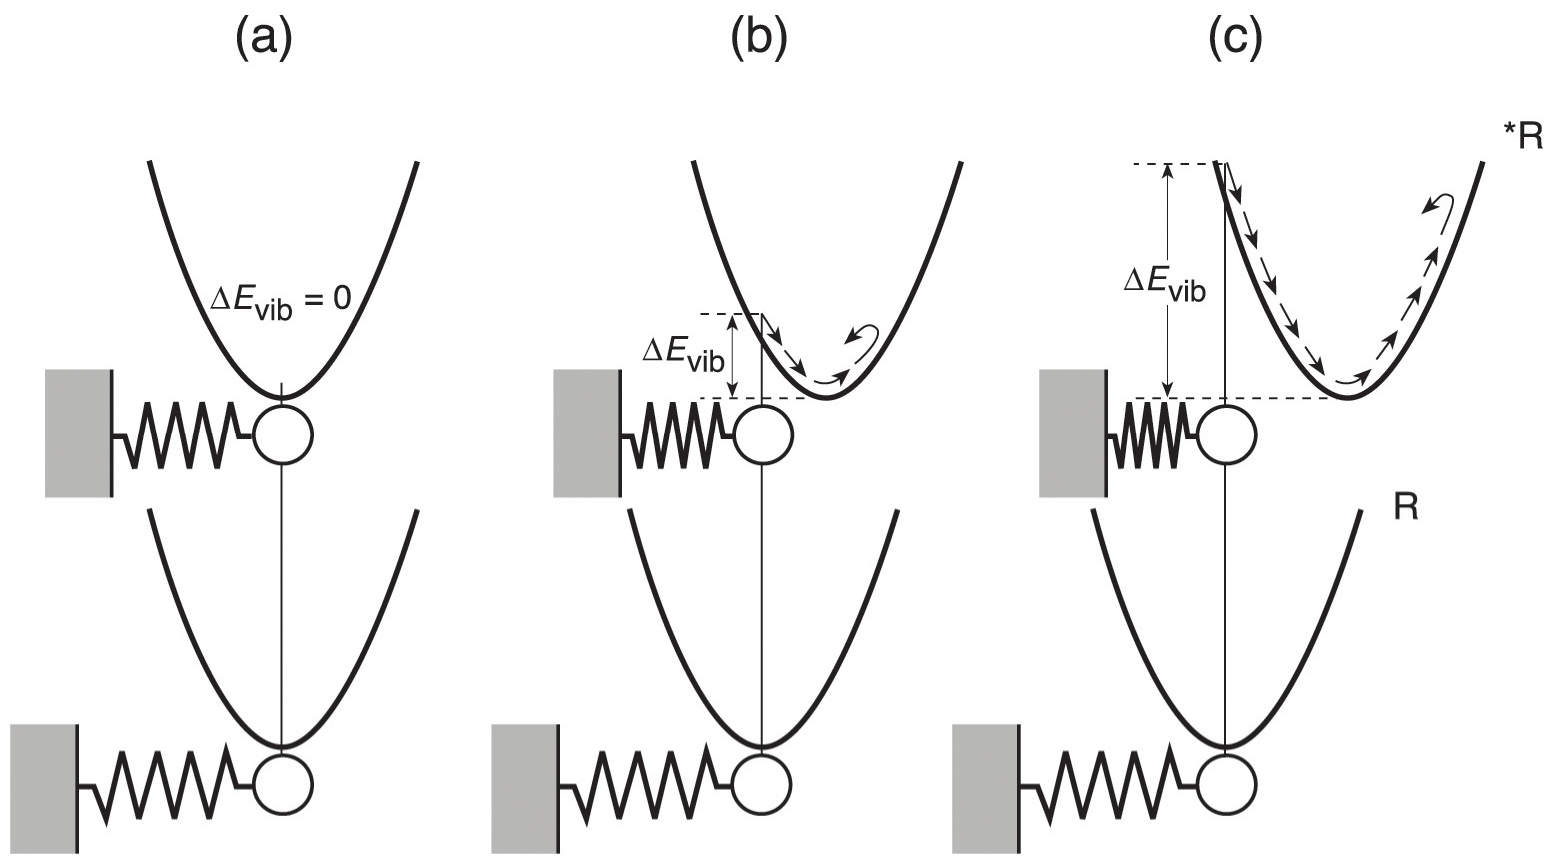 (a)
(b)
(c)
*R
ΔEvib = 0
ΔEvib
ΔEvib
R